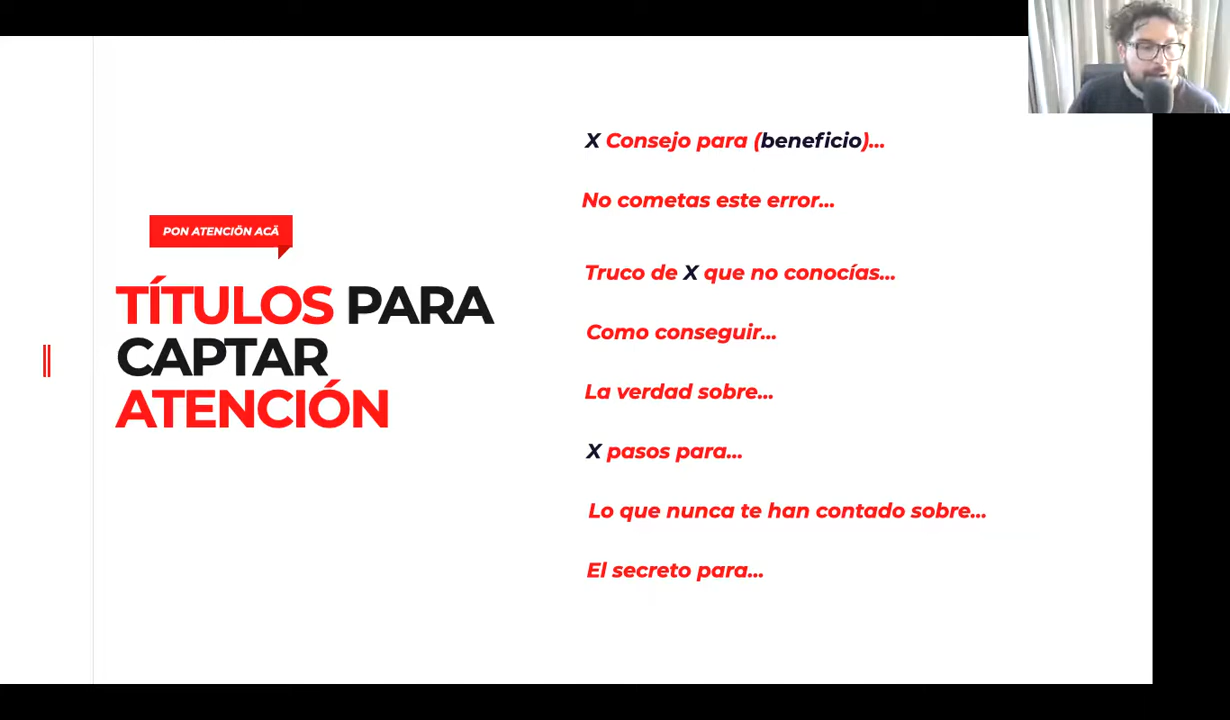 PON ATENCIÓN ACÁ
TÍTULOS PARA
CAPTAR
ATENCIÓN
X Consejo para (beneficio)...
No cometas este error...
Truco de X que no conocías...
Como conseguir...
La verdad sobre...
X pasos para...
Lo que nunca te han contado sobre...
El secreto para...